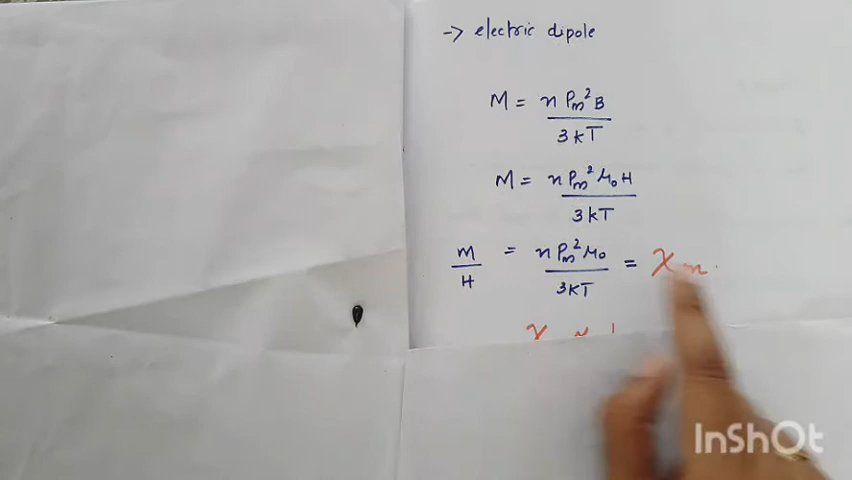 -> electric dipole
M = n Pm² B / 3kT
M = n Pm² μ₀ H / 3kT
M / H = n Pm² μ₀ / 3kT = χm
InShOt